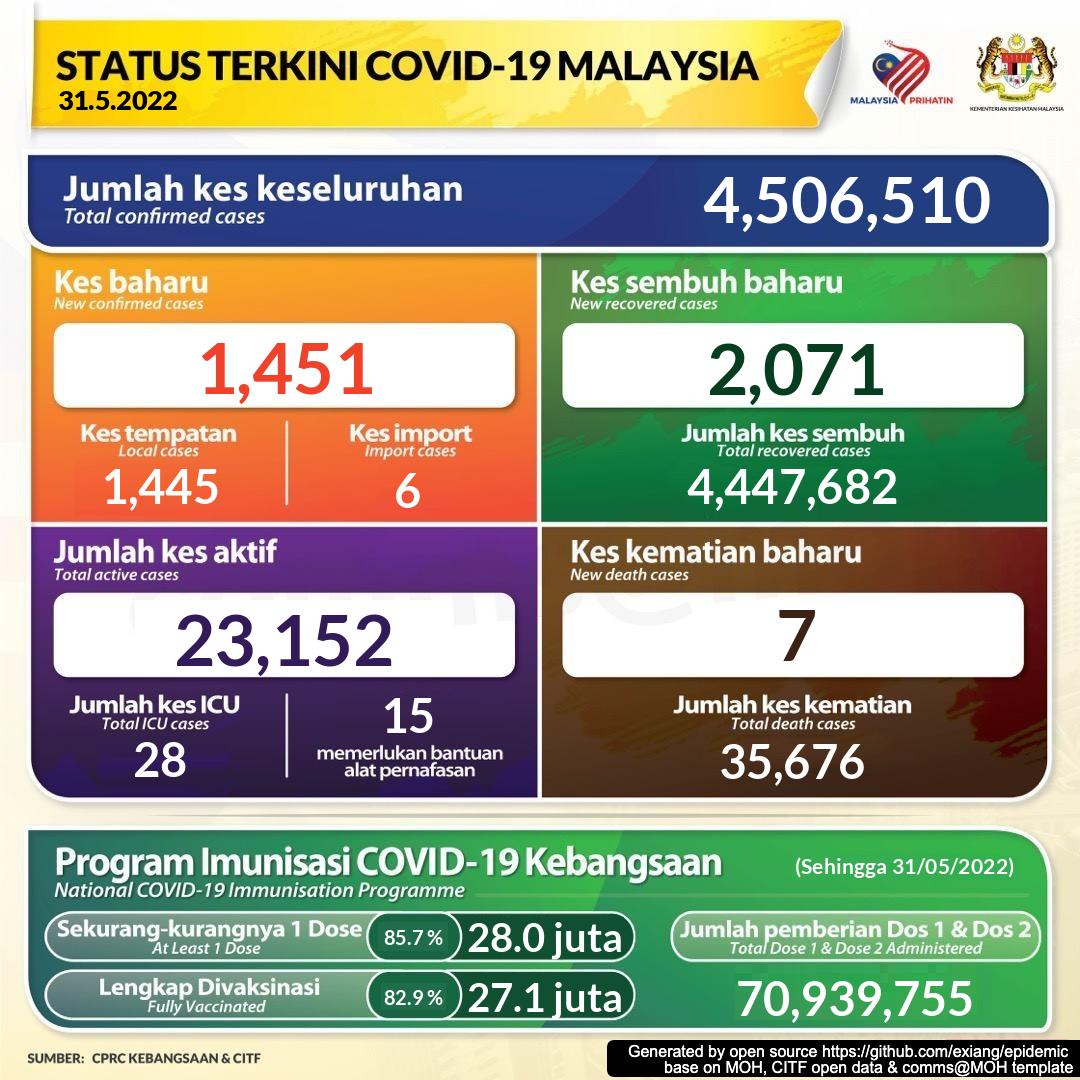 STATUS TERKINI COVID-19 MALAYSIA
31.5.2022
MALAYSIA PRIHATIN
KEMENTERIAN KESIHATAN MALAYSIA
Jumlah kes keseluruhan
Total confirmed cases
4,506,510
Kes baharu
New confirmed cases
1,451
Kes tempatan
Local cases
1,445
Kes import
Import cases
6
Kes sembuh baharu
New recovered cases
2,071
Jumlah kes sembuh
Total recovered cases
4,447,682
Jumlah kes aktif
Total active cases
23,152
Jumlah kes ICU
Total ICU cases
28
15
memerlukan bantuan
alat pernafasan
Kes kematian baharu
New death cases
7
Jumlah kes kematian
Total death cases
35,676
Program Imunisasi COVID-19 Kebangsaan
(Sehingga 31/05/2022)
National COVID-19 Immunisation Programme
Sekurang-kurangnya 1 Dose
At Least 1 Dose
85.7 %
28.0 juta
Lengkap Divaksinasi
Fully Vaccinated
82.9 %
27.1 juta
Jumlah pemberian Dos 1 & Dos 2
Total Dose 1 & Dose 2 Administered
70,939,755
SUMBER: CPRC KEBANGSAAN & CITF
Generated by open source https://github.com/exiang/epidemic
base on MOH, CITF open data & comms@MOH template